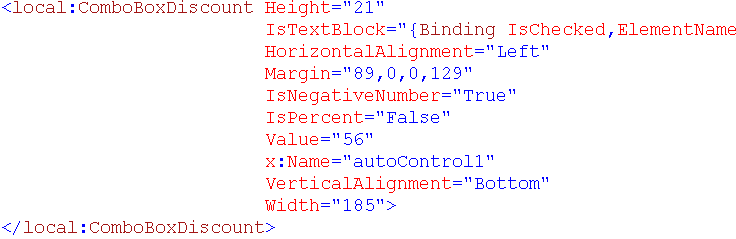 <local:ComboBoxDiscount Height="21"
IsTextBlock="{Binding IsChecked,ElementName
HorizontalAlignment="Left"
Margin="89,0,0,129"
IsNegativeNumber="True"
IsPercent="False"
Value="56"
x:Name="autoControl1"
VerticalAlignment="Bottom"
Width="185">
</local:ComboBoxDiscount>